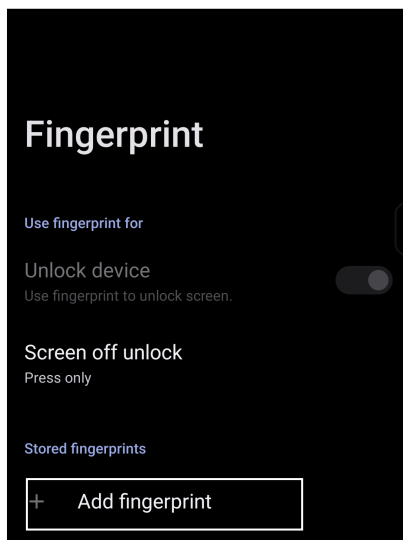 Fingerprint
Use fingerprint for
Unlock device
Use fingerprint to unlock screen.
Screen off unlock
Press only
Stored fingerprints
+ Add fingerprint